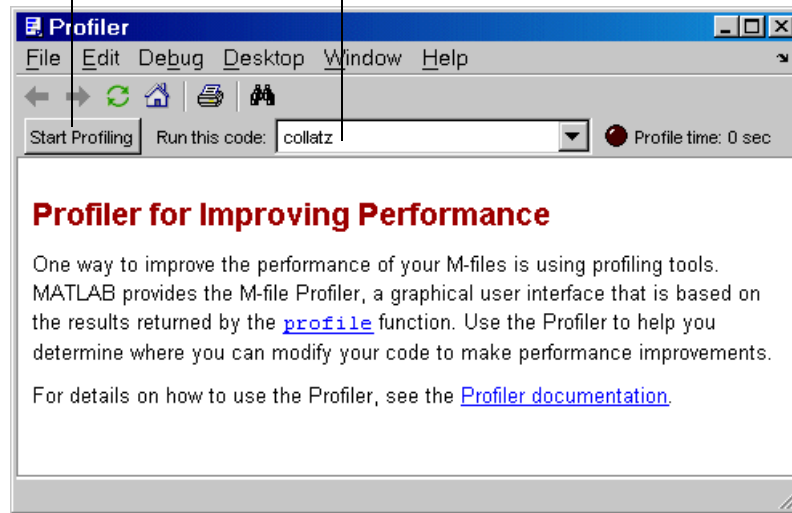 Profiler
File Edit Debug Desktop Window Help
Start Profiling Run this code: collatz Profile time: 0 sec
Profiler for Improving Performance
One way to improve the performance of your M-files is using profiling tools.
MATLAB provides the M-file Profiler, a graphical user interface that is based on
the results returned by the profile function. Use the Profiler to help you
determine where you can modify your code to make performance improvements.
For details on how to use the Profiler, see the Profiler documentation.